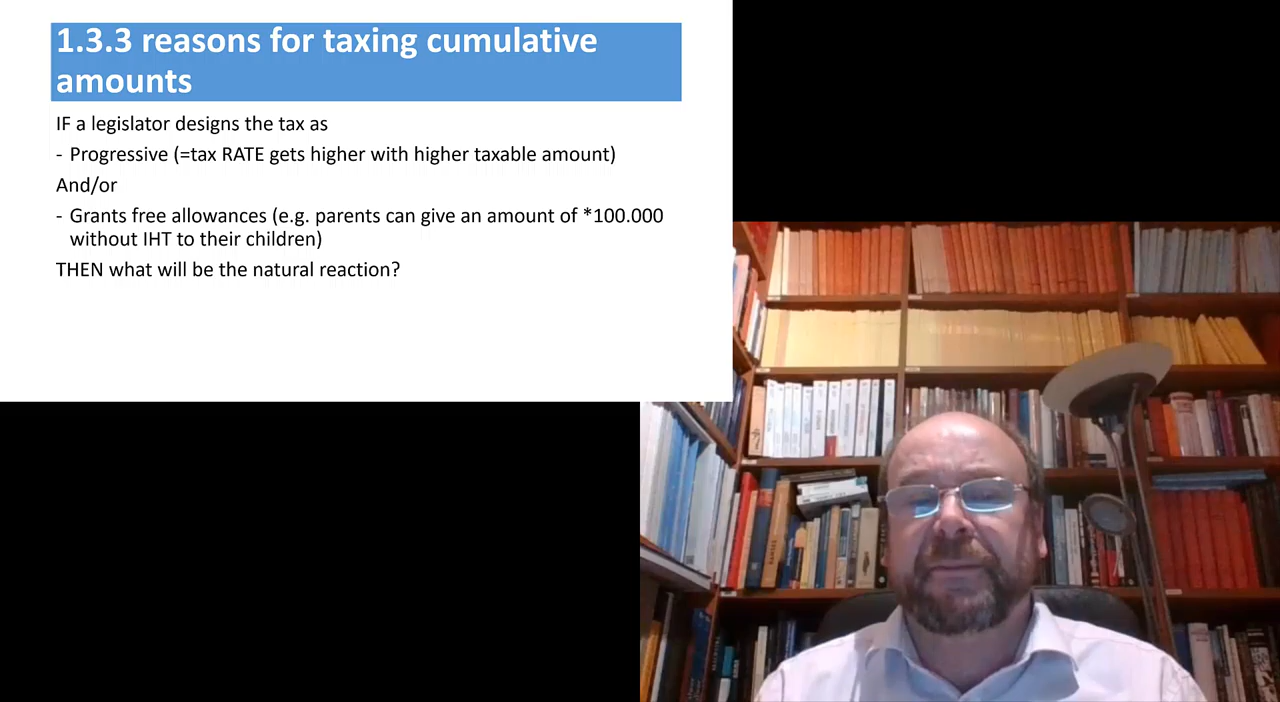 1.3.3 reasons for taxing cumulative
amounts
IF a legislator designs the tax as
- Progressive (=tax RATE gets higher with higher taxable amount)
And/or
- Grants free allowances (e.g. parents can give an amount of *100.000
without IHT to their children)
THEN what will be the natural reaction?